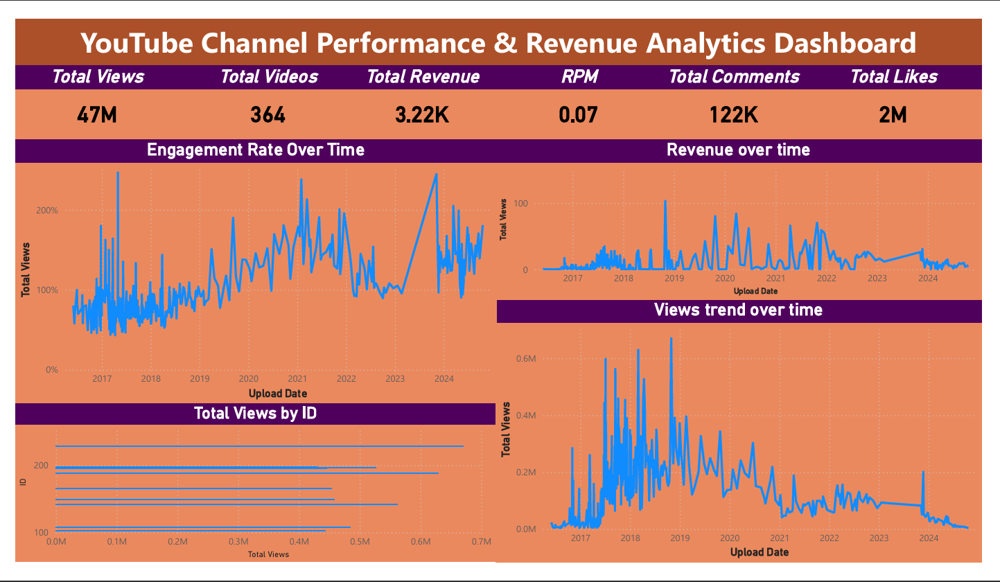 YouTube Channel Performance & Revenue Analytics Dashboard
Total Views Total Videos Total Revenue RPM Total Comments Total Likes
47M 364 3.22K 0.07 122K 2M
Engagement Rate Over Time
Total Views
200%
100%
0%
2017 2018 2019 2020 2021 2022 2023 2024
Upload Date
Revenue over time
Total Views
100
0
2017 2018 2019 2020 2021 2022 2023 2024
Upload Date
Views trend over time
Total Views
0.6M
0.4M
0.2M
0.0M
2017 2018 2019 2020 2021 2022 2023 2024
Upload Date
Total Views by ID
ID
200
100
0.0M 0.1M 0.2M 0.3M 0.4M 0.5M 0.6M 0.7M
Total Views